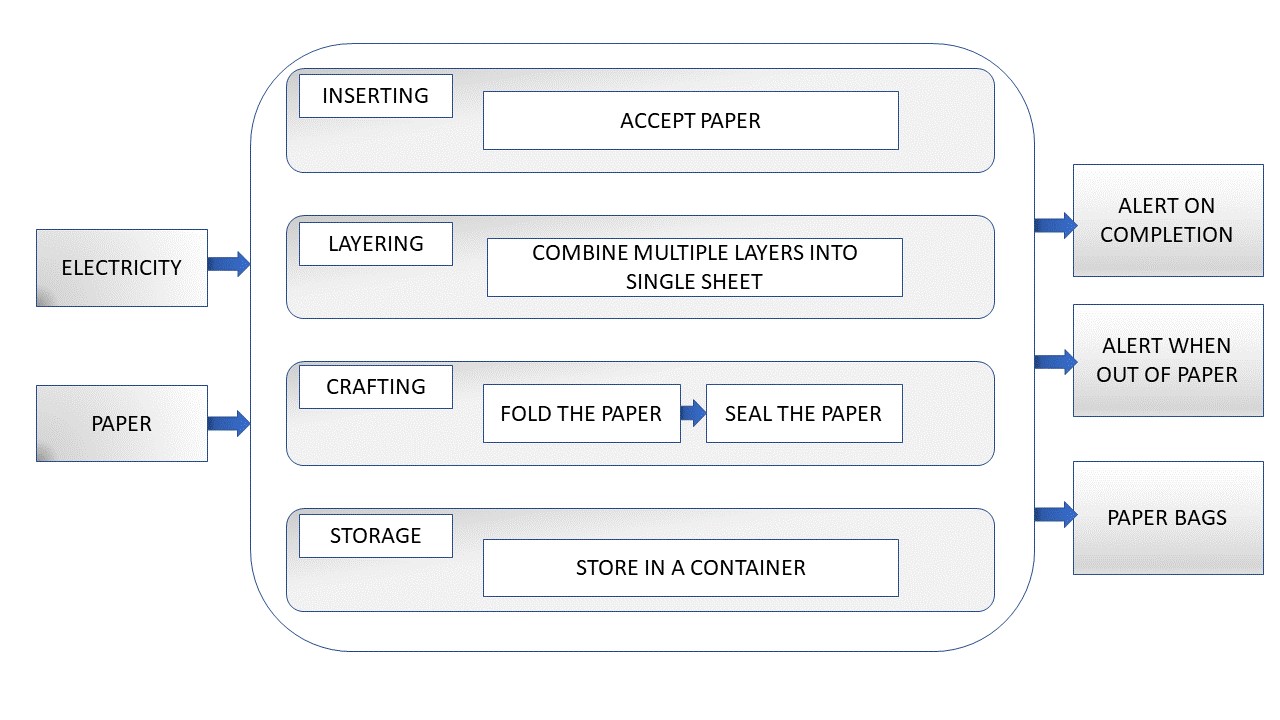 ELECTRICITY
PAPER
INSERTING
ACCEPT PAPER
LAYERING
COMBINE MULTIPLE LAYERS INTO
SINGLE SHEET
CRAFTING
FOLD THE PAPER
SEAL THE PAPER
STORAGE
STORE IN A CONTAINER
ALERT ON
COMPLETION
ALERT WHEN
OUT OF PAPER
PAPER BAGS